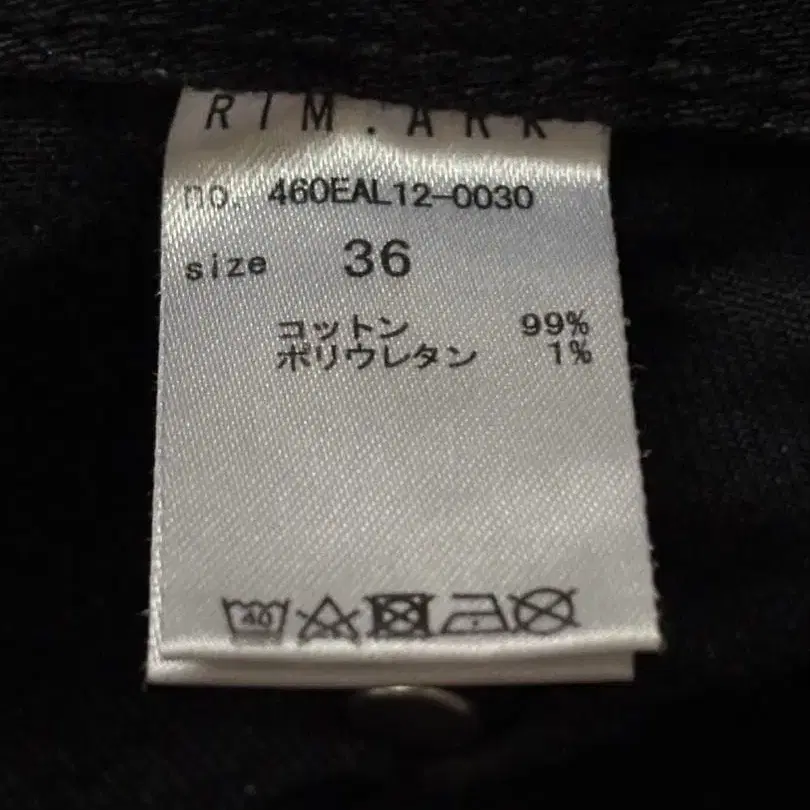 RIM.ARK
no. 460EAL12-0030
size 36
コットン 99%
ポリウレタン 1%
40